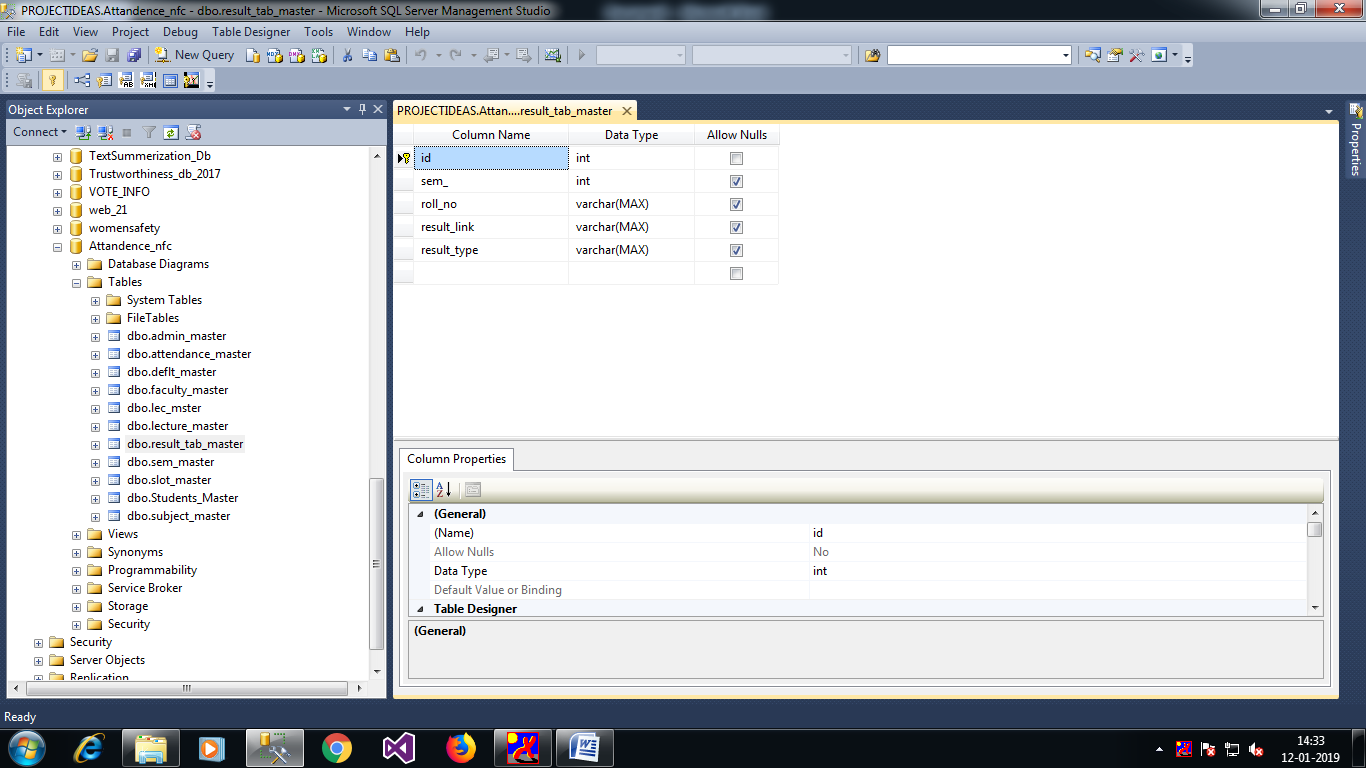 PROJECTIDEAS.Attandence_nfc - dbo.result_tab_master - Microsoft SQL Server Management Studio
File Edit View Project Debug Table Designer Tools Window Help
New Query
Object Explorer
Connect
TextSummerization_Db
Trustworthiness_db_2017
VOTE_INFO
web_21
womensafety
Attandence_nfc
Database Diagrams
Tables
System Tables
FileTables
dbo.admin_master
dbo.attendance_master
dbo.deflt_master
dbo.faculty_master
dbo.lec_mster
dbo.lecture_master
dbo.result_tab_master
dbo.sem_master
dbo.slot_master
dbo.Students_Master
dbo.subject_master
Views
Synonyms
Programmability
Service Broker
Storage
Security
Security
Server Objects
Replication
PROJECTIDEAS.Attan....result_tab_master
Column Name Data Type Allow Nulls
id int
sem_ int
roll_no varchar(MAX)
result_link varchar(MAX)
result_type varchar(MAX)
Column Properties
(General)
(Name) id
Allow Nulls No
Data Type int
Default Value or Binding
Table Designer
(General)
Properties
Ready
14:33
12-01-2019